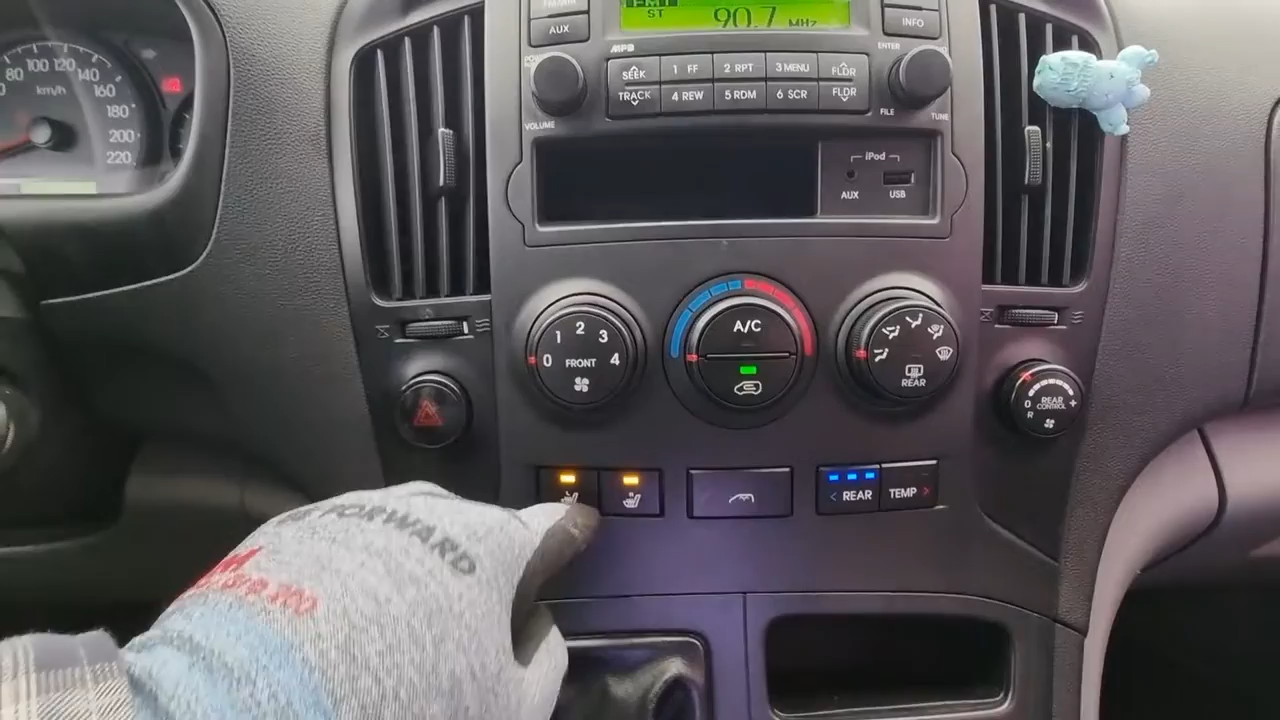 AUX
ST 90.7 MHz
INFO
MP3
ENTER
SEEK
TRACK
1 FF
2 RPT
3 MENU
FLDR
4 REW
5 RDM
6 SCR
FLDR
VOLUME
FILE
TUNE
iPod
AUX
USB
80 100 120 140 160 180 200 220
km/h
0 1 2 3 4
FRONT
A/C
REAR
0
R
REAR
CONTROL
+
< REAR
TEMP >
FORWARD